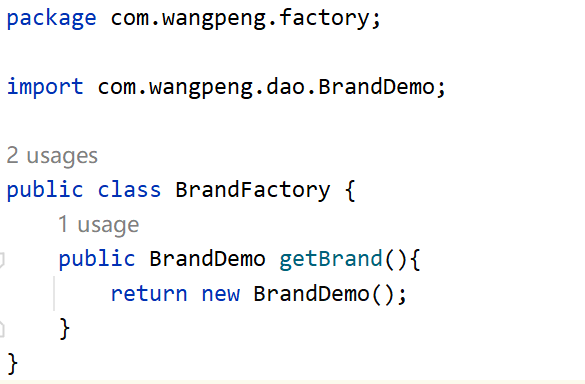 package com.wangpeng.factory;
import com.wangpeng.dao.BrandDemo;
2 usages
public class BrandFactory {
1 usage
public BrandDemo getBrand(){
return new BrandDemo();
}
}